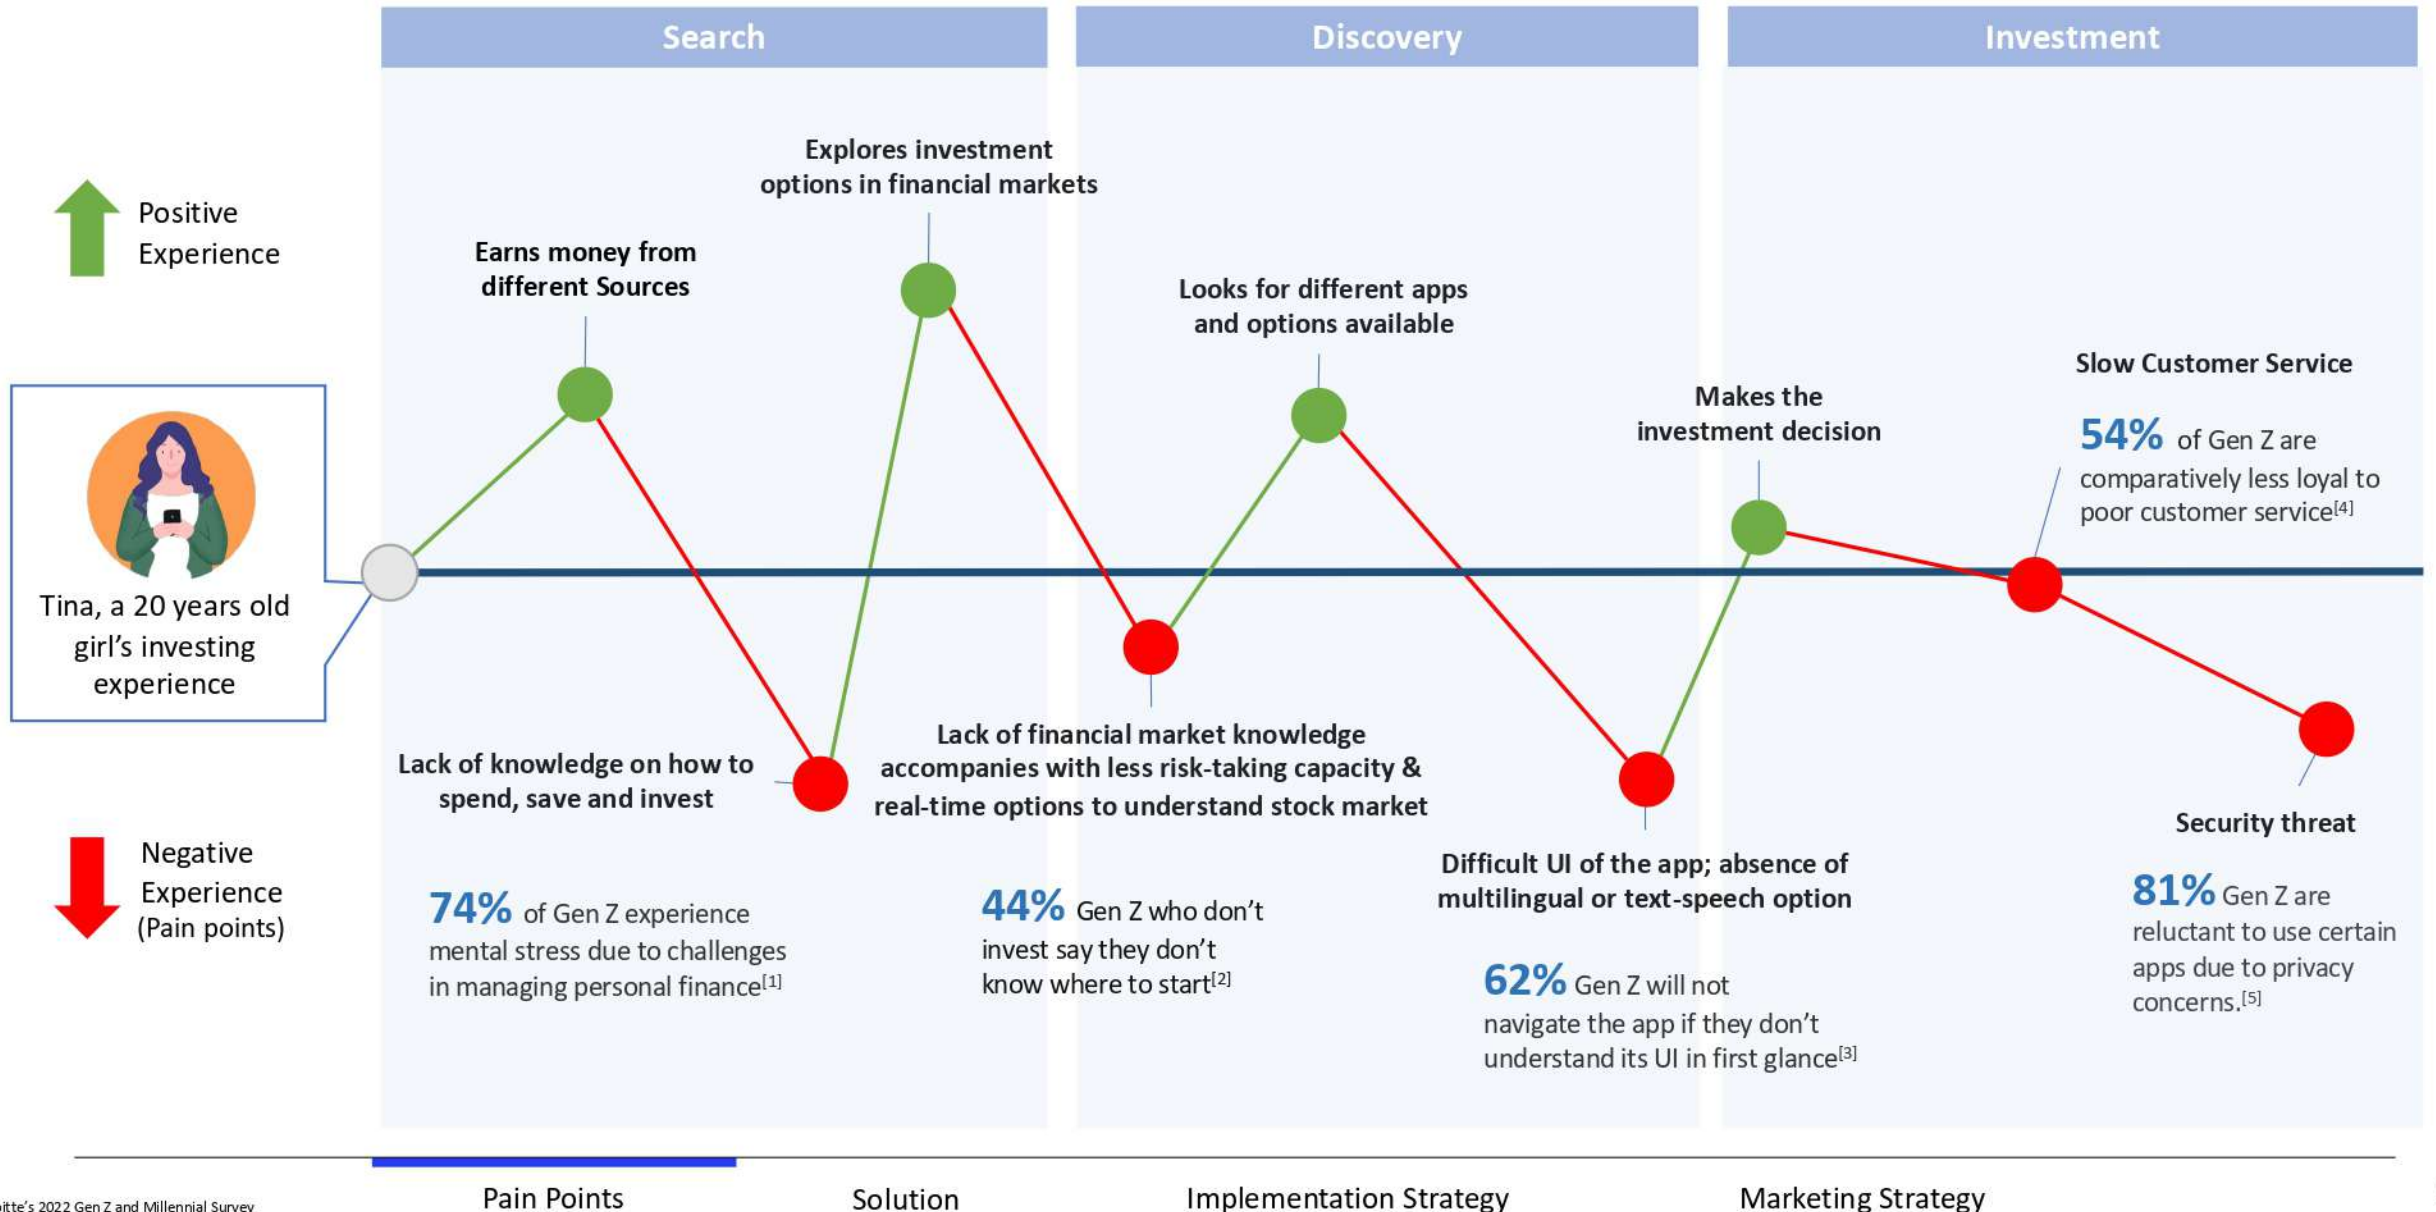 Search
Discovery
Investment
Positive
Experience
Earns money from
different Sources
Explores investment
options in financial markets
Looks for different apps
and options available
Makes the
investment decision
Slow Customer Service
54% of Gen Z are
comparatively less loyal to
poor customer service[4]
Tina, a 20 years old
girl’s investing
experience
Lack of knowledge on how to
spend, save and invest
Lack of financial market knowledge
accompanies with less risk-taking capacity &
real-time options to understand stock market
Difficult UI of the app; absence of
multilingual or text-speech option
Security threat
Negative
Experience
(Pain points)
74% of Gen Z experience
mental stress due to challenges
in managing personal finance[1]
44% Gen Z who don’t
invest say they don’t
know where to start[2]
62% Gen Z will not
navigate the app if they don’t
understand its UI in first glance[3]
81% Gen Z are
reluctant to use certain
apps due to privacy
concerns.[5]
Pain Points
Solution
Implementation Strategy
Marketing Strategy
2022 Gen Z and Millennial Survey